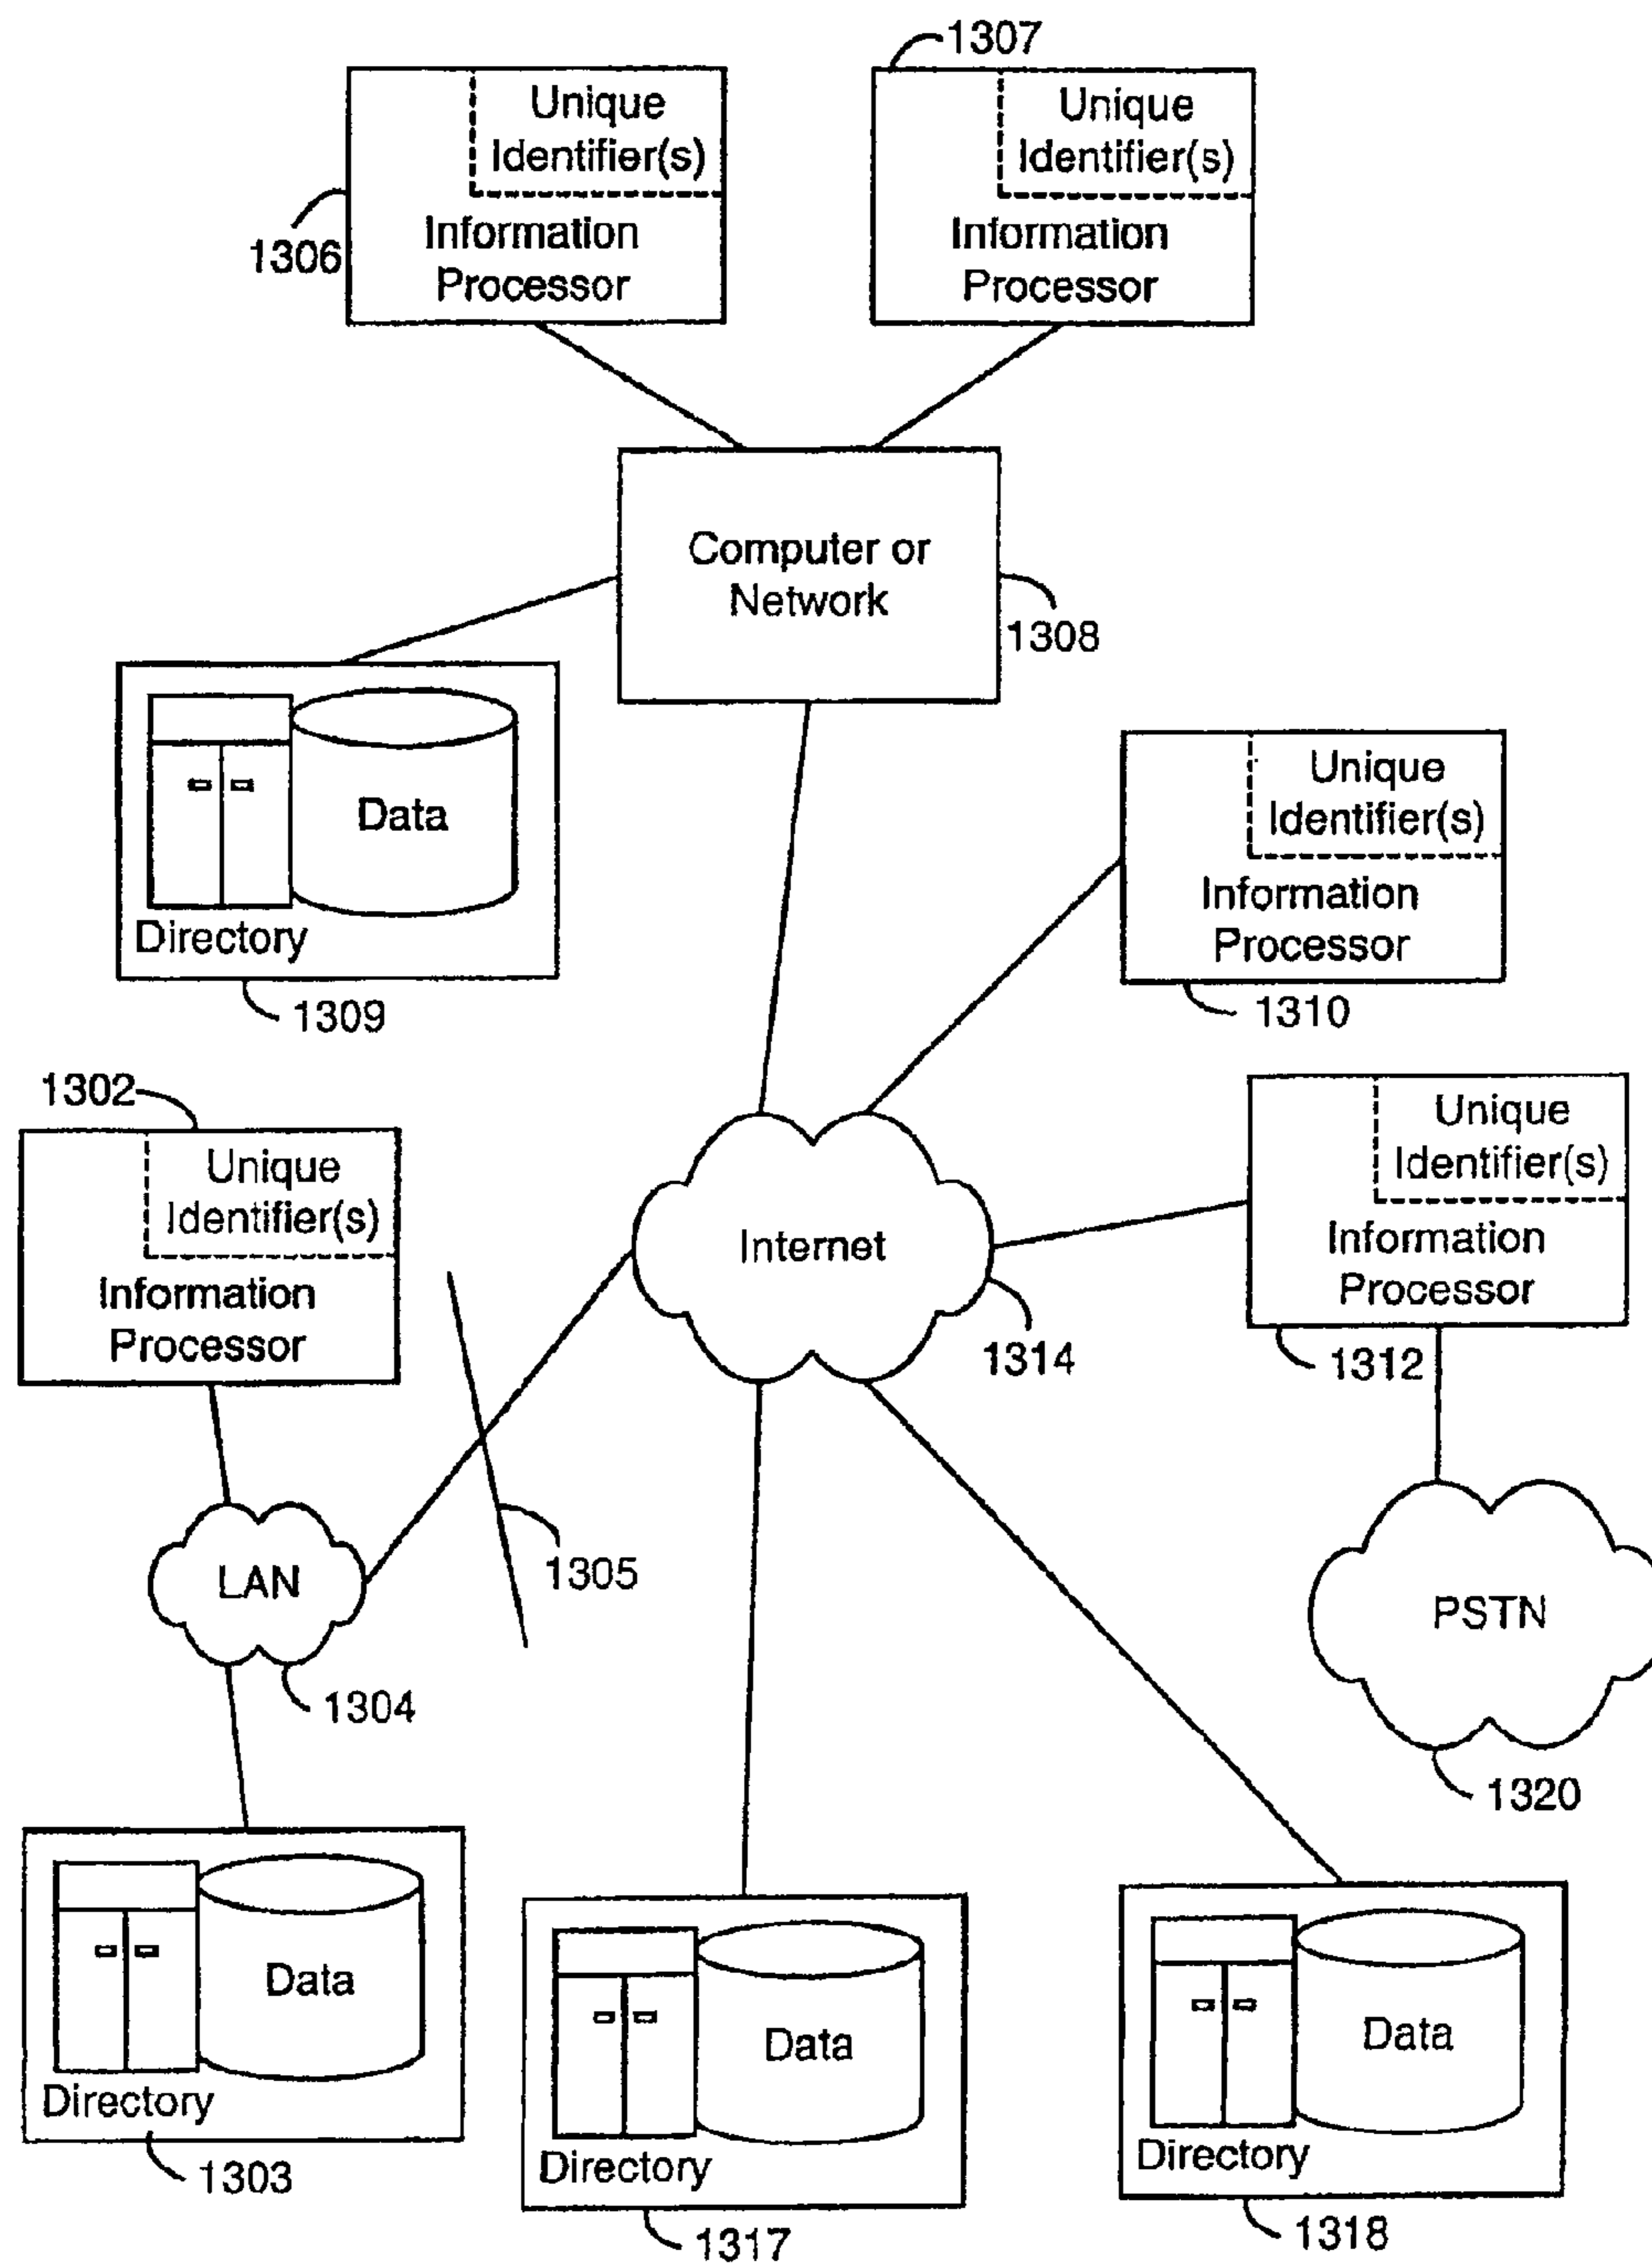 1307
Unique
Identifier(s)
Information
Processor
1306
Unique
Identifier(s)
Information
Processor
Computer or
Network
1308
Data
Directory
1309
Unique
Identifier(s)
Information
Processor
1310
1302
Unique
Identifier(s)
Information
Processor
Internet
1314
Unique
Identifier(s)
Information
Processor
1312
LAN
1304
1305
PSTN
1320
Data
Directory
1303
Data
Directory
1317
Data
Directory
1318